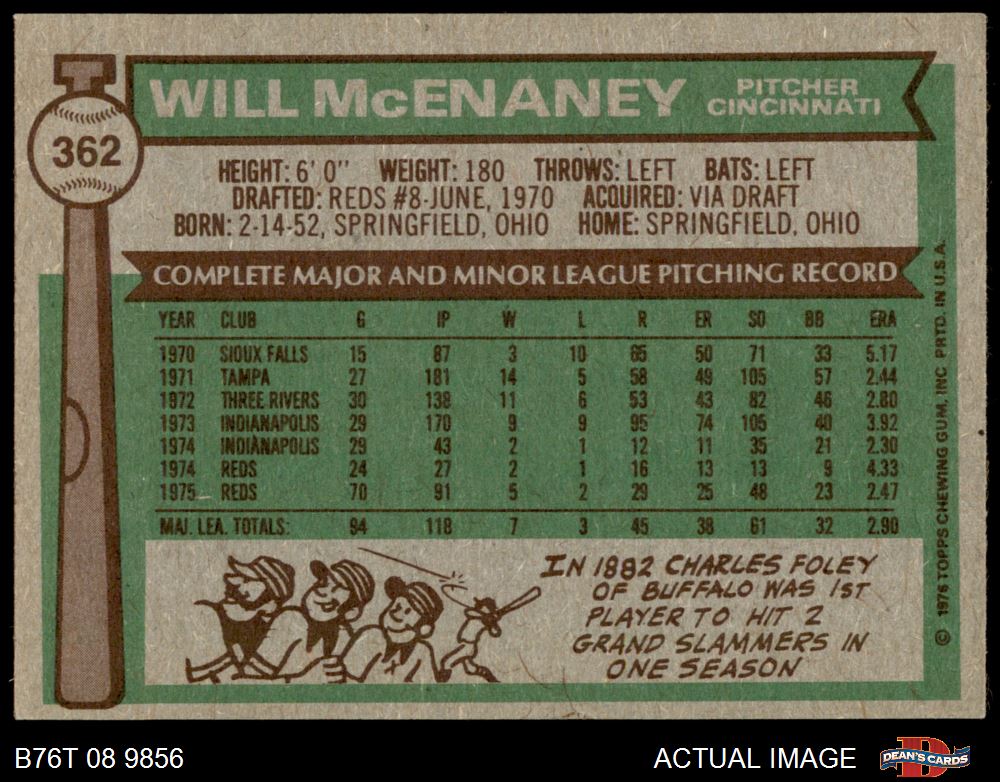 362
WILL McENANEY
PITCHER
CINCINNATI
HEIGHT: 6' 0" WEIGHT: 180 THROWS: LEFT BATS: LEFT
DRAFTED: REDS #8-JUNE, 1970 ACQUIRED: VIA DRAFT
BORN: 2-14-52, SPRINGFIELD, OHIO HOME: SPRINGFIELD, OHIO
COMPLETE MAJOR AND MINOR LEAGUE PITCHING RECORD
YEAR CLUB G IP W L R ER SO BB ERA
1970 SIOUX FALLS 15 87 3 10 65 50 71 33 5.17
1971 TAMPA 27 181 14 5 58 49 105 57 2.44
1972 THREE RIVERS 30 138 11 6 53 43 82 46 2.80
1973 INDIANAPOLIS 29 170 9 9 95 74 105 40 3.92
1974 INDIANAPOLIS 29 43 2 1 12 11 35 21 2.30
1974 REDS 24 27 2 1 16 13 13 9 4.33
1975 REDS 70 91 5 2 29 25 48 23 2.47
MAJ. LEA. TOTALS: 94 118 7 3 45 38 61 32 2.90
IN 1882 CHARLES FOLEY
OF BUFFALO WAS 1ST
PLAYER TO HIT 2
GRAND SLAMMERS IN
ONE SEASON
© 1976 TOPPS CHEWING GUM, INC PRTD. IN U.S.A.
B76T 08 9856
ACTUAL IMAGE
DEAN'S CARDS